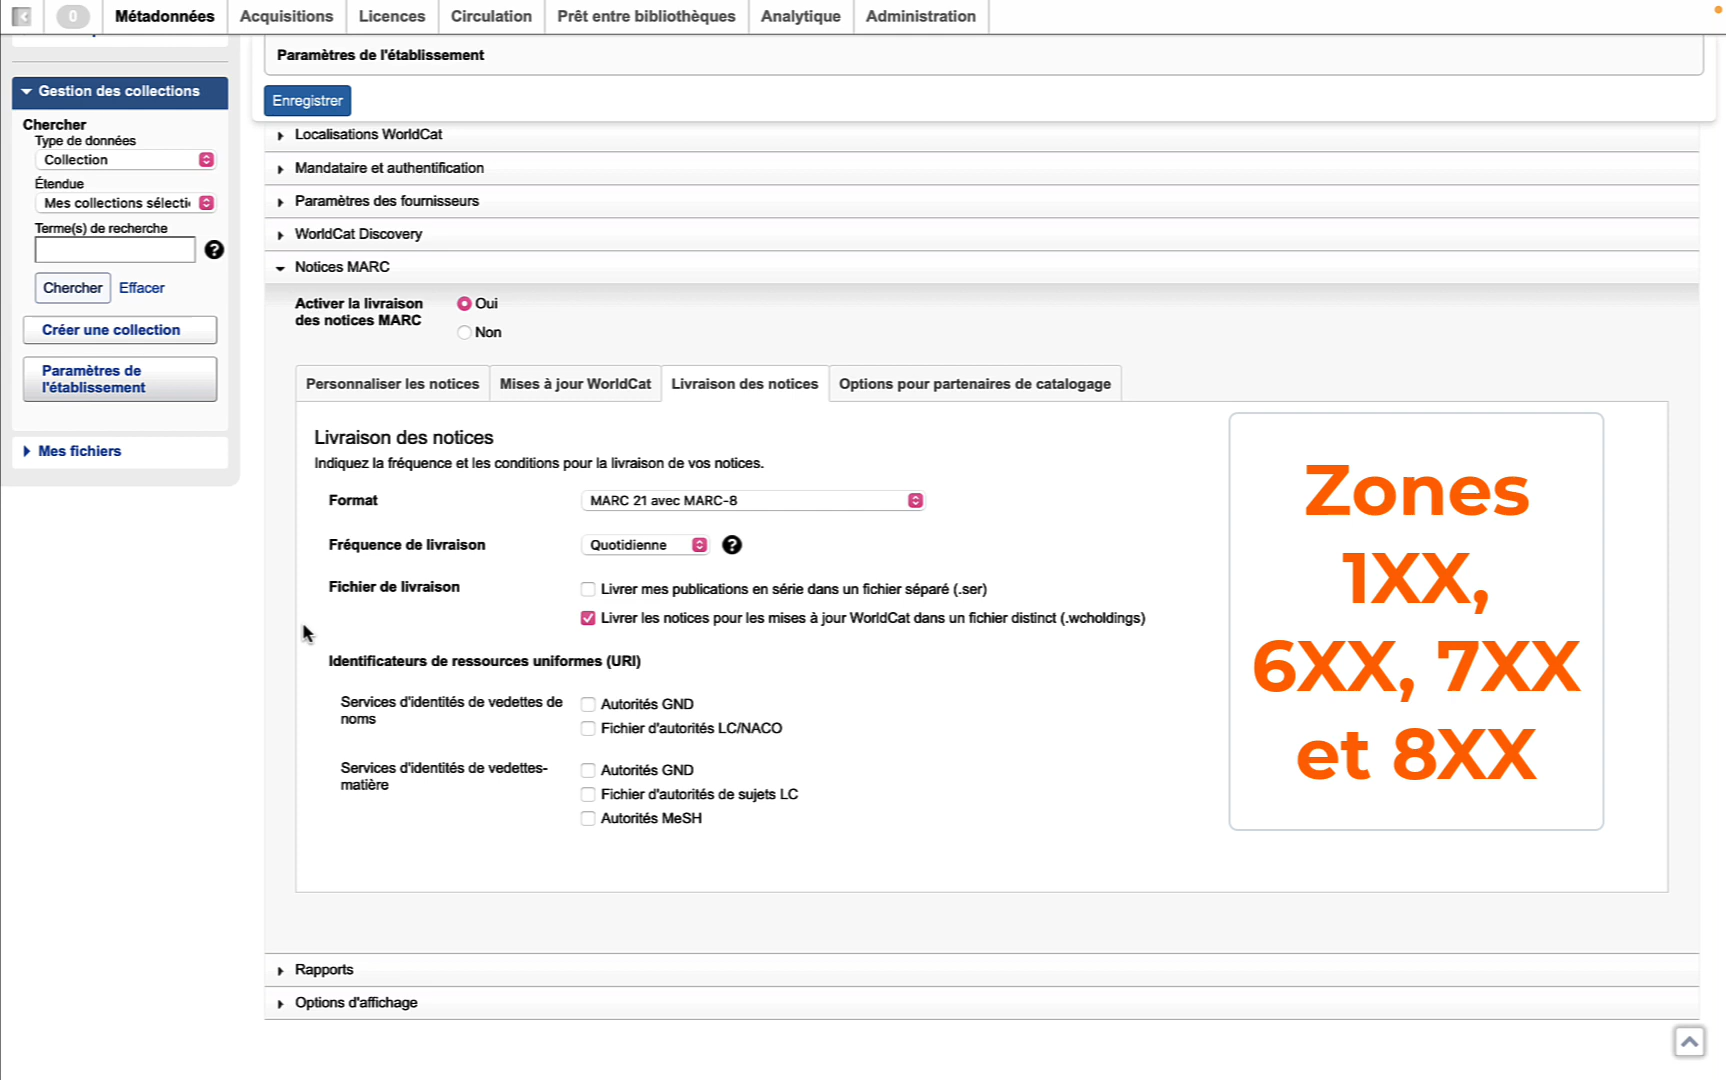 0
Métadonnées
Acquisitions
Licences
Circulation
Prêt entre bibliothèques
Analytique
Administration
Gestion des collections
Chercher
Type de données
Collection
Étendue
Mes collections sélecti
Terme(s) de recherche
?
Chercher
Effacer
Créer une collection
Paramètres de
l'établissement
Mes fichiers
Paramètres de l'établissement
Enregistrer
Localisations WorldCat
Mandataire et authentification
Paramètres des fournisseurs
WorldCat Discovery
Notices MARC
Activer la livraison
des notices MARC
Oui
Non
Personnaliser les notices
Mises à jour WorldCat
Livraison des notices
Options pour partenaires de catalogage
Livraison des notices
Indiquez la fréquence et les conditions pour la livraison de vos notices.
Format
MARC 21 avec MARC-8
Fréquence de livraison
Quotidienne
?
Fichier de livraison
Livrer mes publications en série dans un fichier séparé (.ser)
Livrer les notices pour les mises à jour WorldCat dans un fichier distinct (.wcholdings)
Identificateurs de ressources uniformes (URI)
Services d'identités de vedettes de
noms
Autorités GND
Fichier d'autorités LC/NACO
Services d'identités de vedettes-
matière
Autorités GND
Fichier d'autorités de sujets LC
Autorités MeSH
Zones
1XX,
6XX, 7XX
et 8XX
Rapports
Options d'affichage